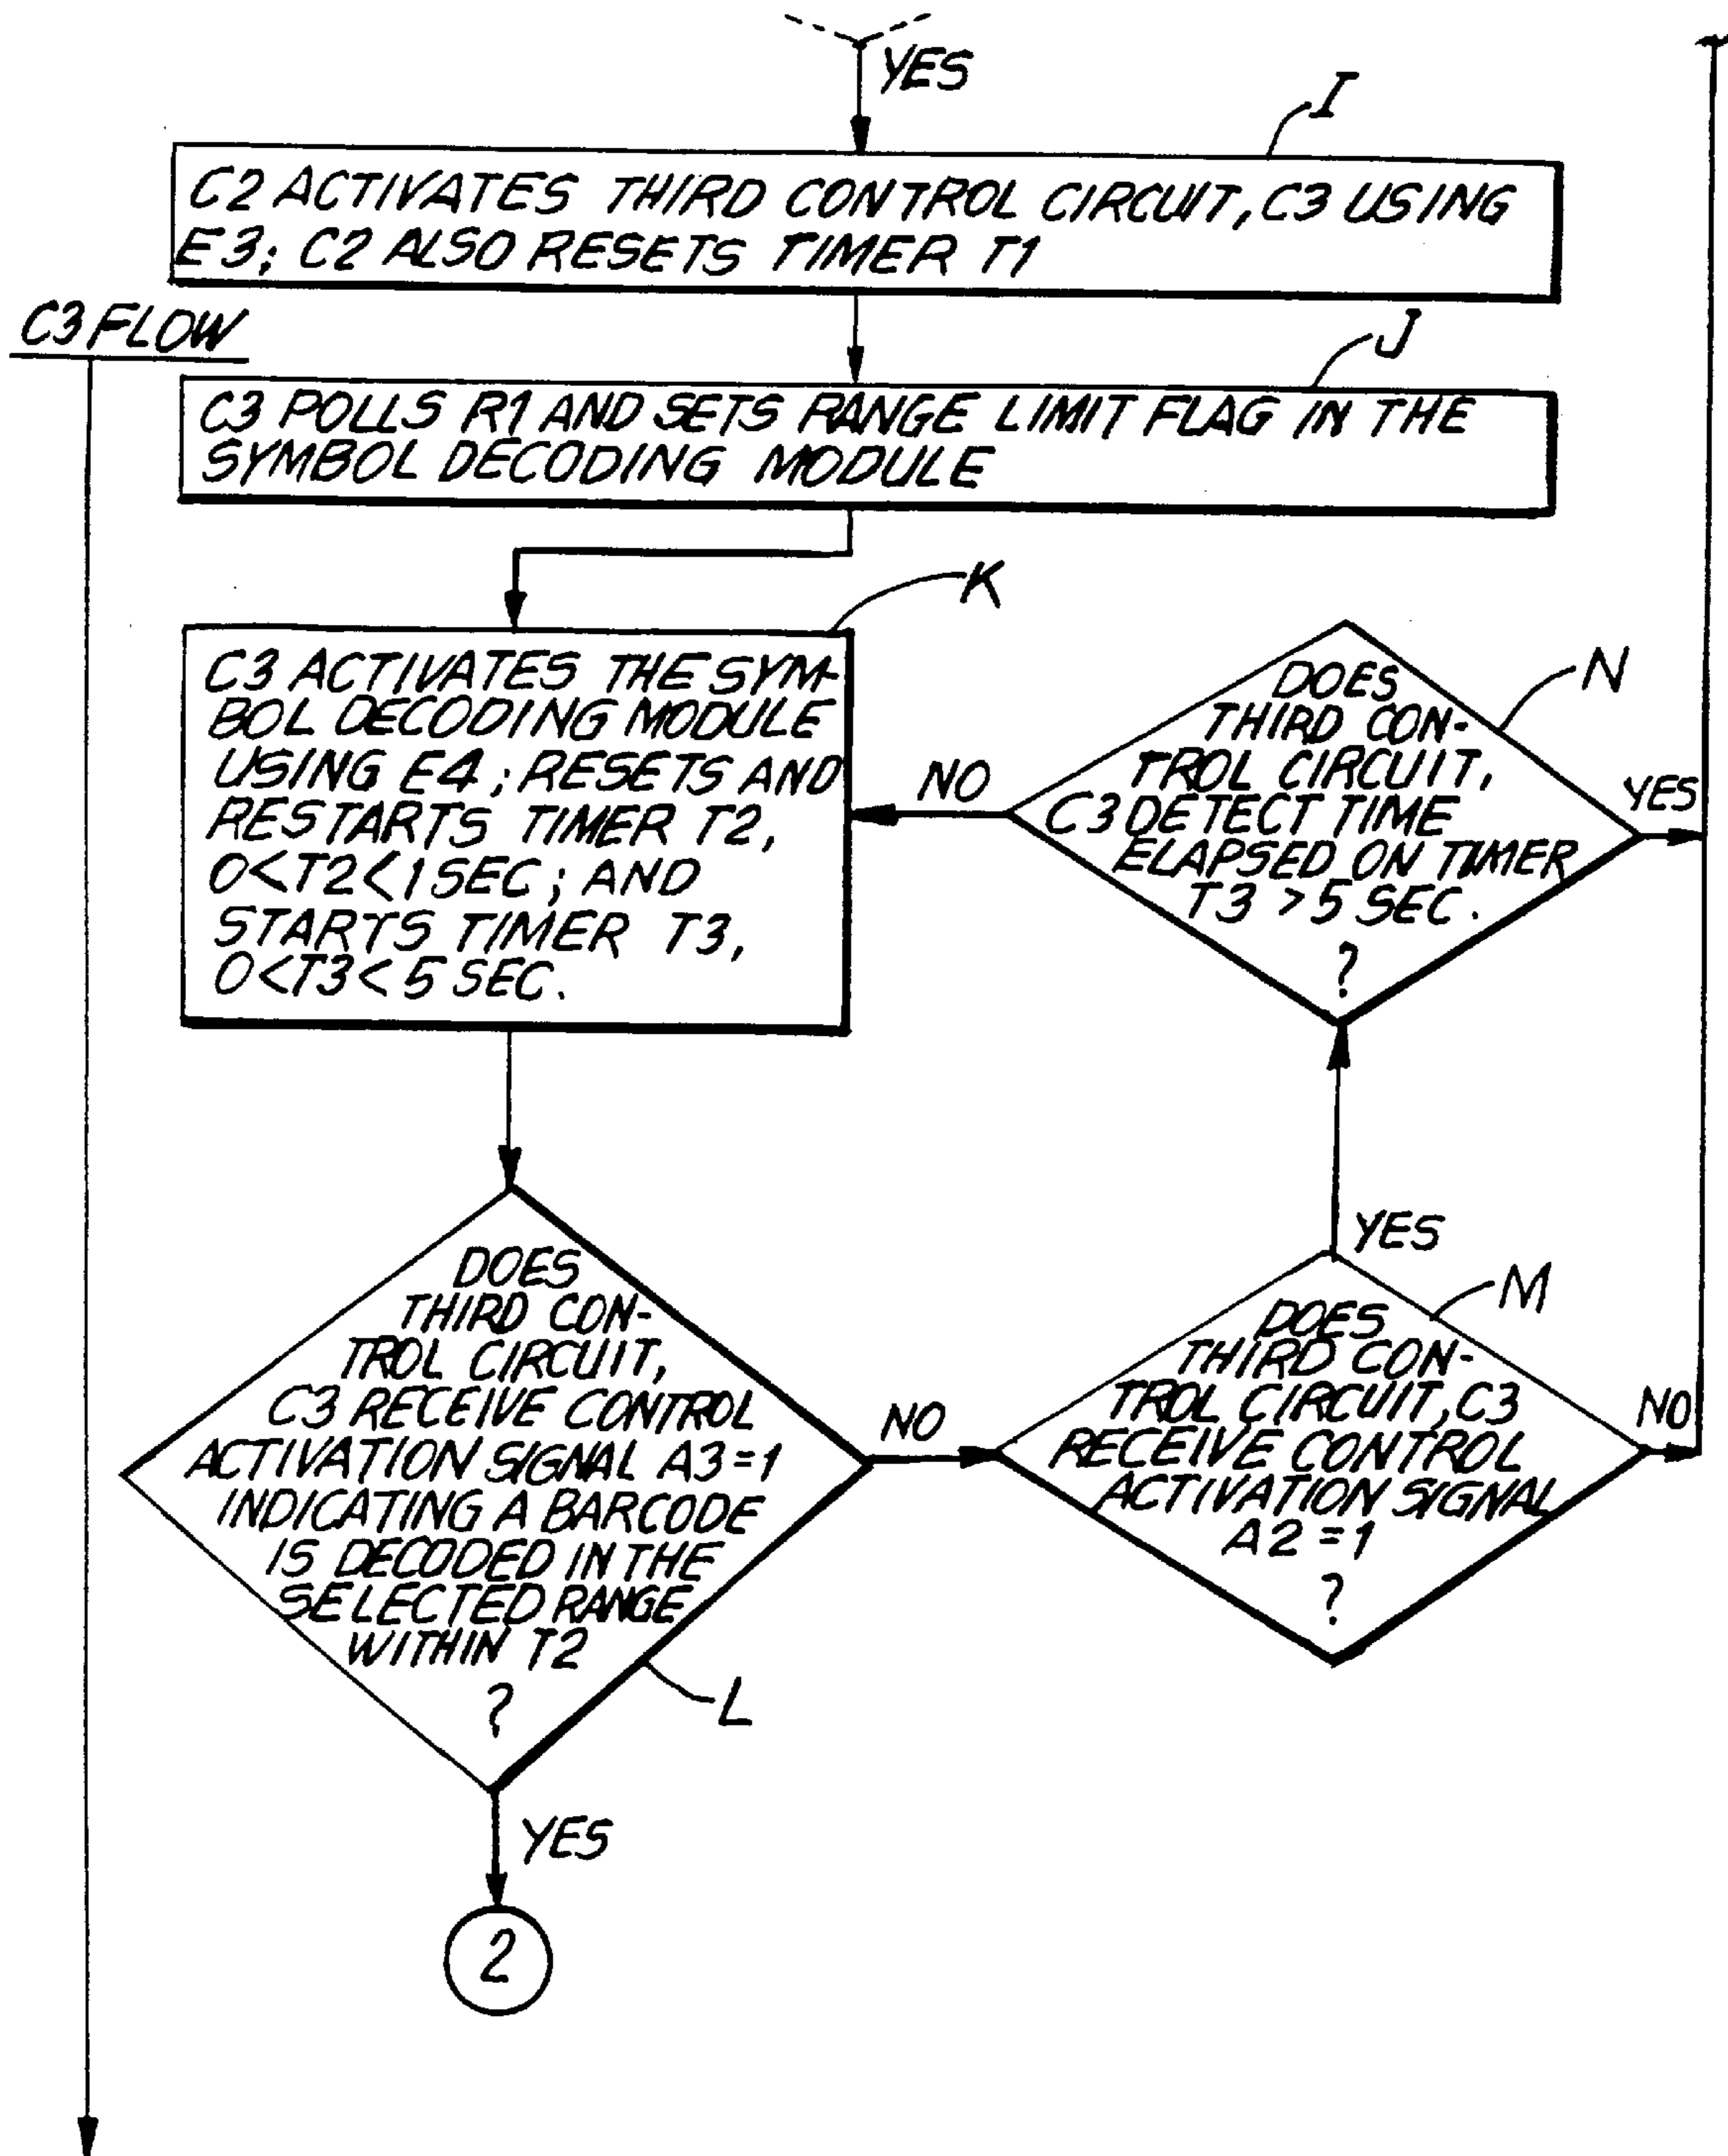 YES
I
C2 ACTIVATES THIRD CONTROL CIRCUIT, C3 USING
E3; C2 ALSO RESETS TIMER T1
C3 FLOW
J
C3 POLLS R1 AND SETS RANGE LIMIT FLAG IN THE
SYMBOL DECODING MODULE
K
C3 ACTIVATES THE SYM-
BOL DECODING MODULE
USING E4; RESETS AND
RESTARTS TIMER T2,
0<T2<1 SEC; AND
STARTS TIMER T3,
0<T3<5 SEC.
N
DOES
THIRD CON-
TROL CIRCUIT,
C3 DETECT TIME
ELAPSED ON TIMER
T3 >5 SEC.
?
NO
YES
DOES
THIRD CON-
TROL CIRCUIT,
C3 RECEIVE CONTROL
ACTIVATION SIGNAL A3=1
INDICATING A BARCODE
IS DECODED IN THE
SELECTED RANGE
WITHIN T2
?
L
NO
YES
M
DOES
THIRD CON-
TROL CIRCUIT, C3
RECEIVE CONTROL
ACTIVATION SIGNAL
A2=1
?
NO
YES
2